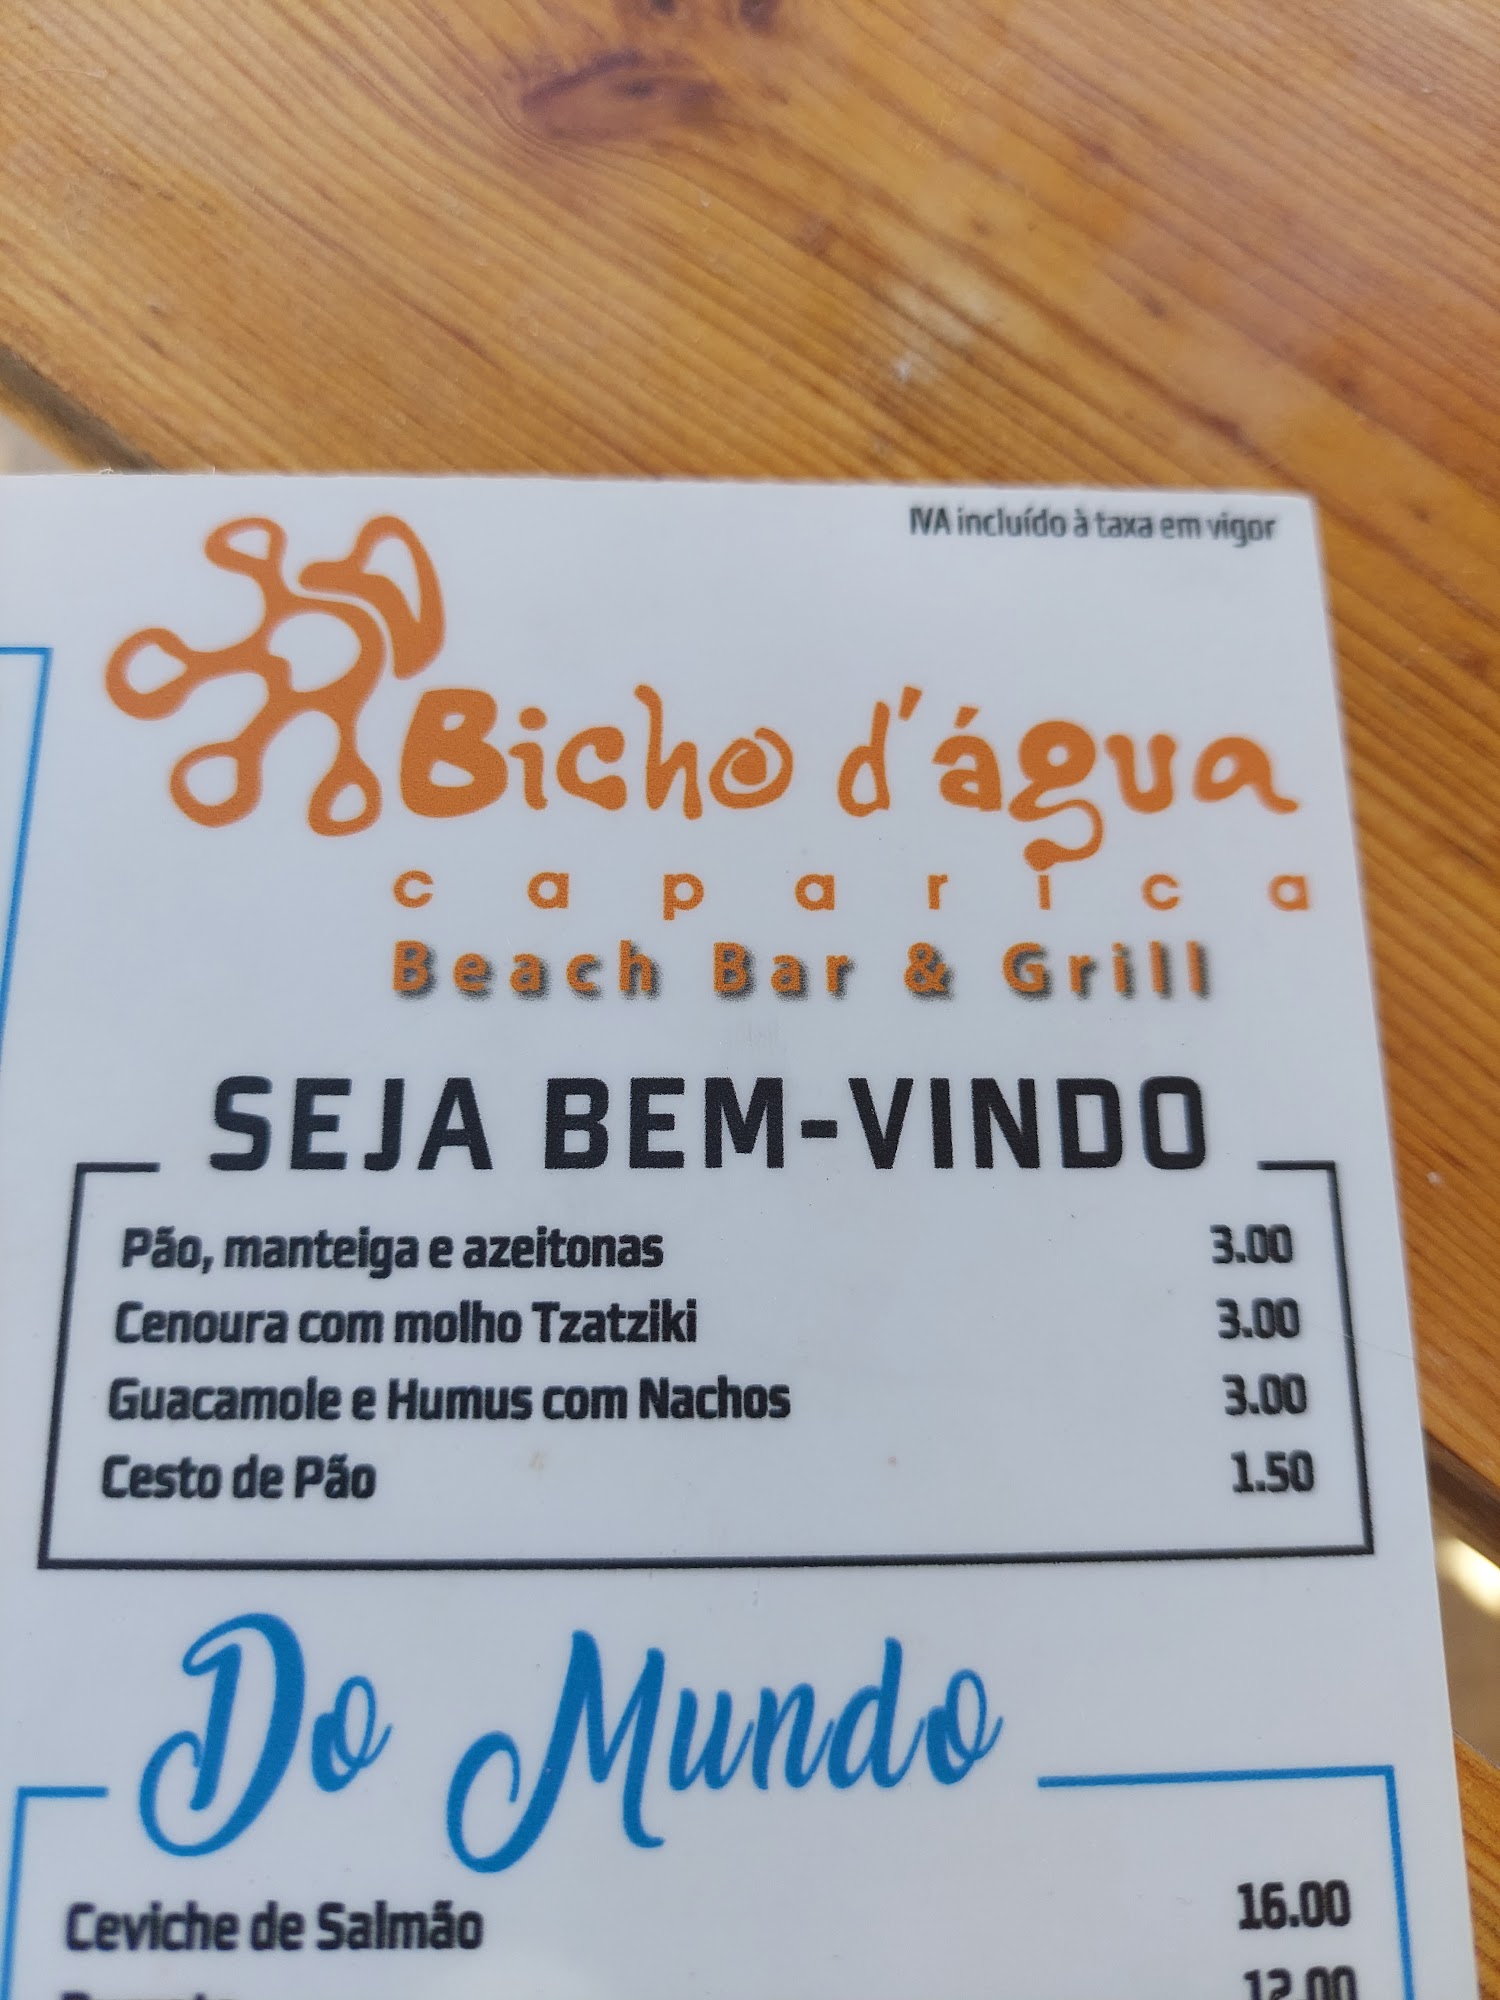 IVA incluído à taxa em vigor
Bicho d'água
caparica
Beach Bar & Grill
SEJA BEM-VINDO
Pão, manteiga e azeitonas 3.00
Cenoura com molho Tzatziki 3.00
Guacamole e Humus com Nachos 3.00
Cesto de Pão 1.50
Do Mundo
Ceviche de Salmão 16.00
12.00